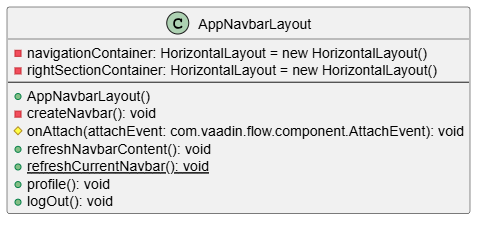 C AppNavbarLayout
navigationContainer: HorizontalLayout = new HorizontalLayout()
rightSectionContainer: HorizontalLayout = new HorizontalLayout()
AppNavbarLayout()
createNavbar(): void
onAttach(attachEvent: com.vaadin.flow.component.AttachEvent): void
refreshNavbarContent(): void
refreshCurrentNavbar(): void
profile(): void
logOut(): void